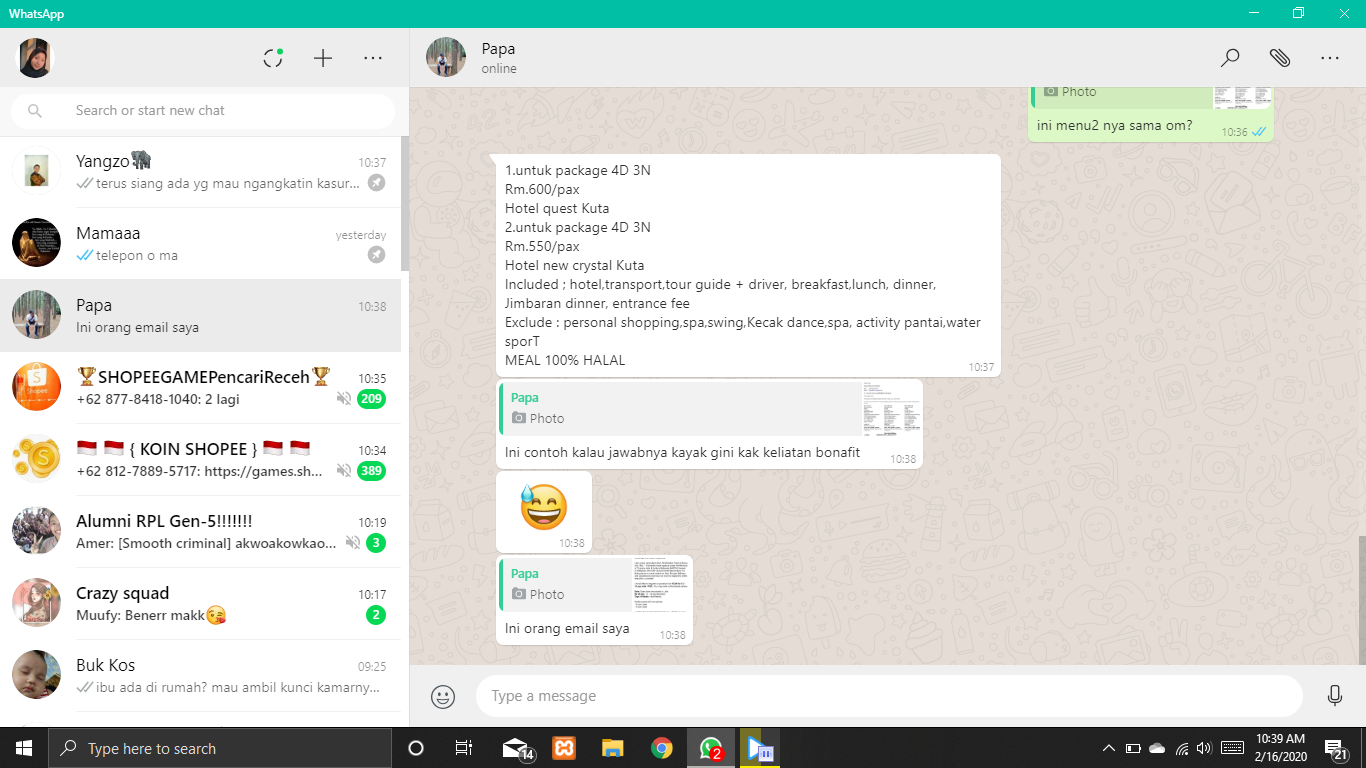 WhatsApp
Search or start new chat
Yangzo🐘
10:37
terus siang ada yg mau ngangkatin kasur...
Mamaaa
yesterday
telepon o ma
Papa
10:38
Ini orang email saya
🏆SHOPEEGAMEPencariReceh🏆
10:35
+62 877-8418-1040: 2 lagi
209
🇮🇩 🇮🇩 { KOIN SHOPEE } 🇮🇩 🇮🇩
10:34
+62 812-7889-5717: https://games.sh...
389
Alumni RPL Gen-5!!!!!!!
10:19
Amer: [Smooth criminal] akwoakowkao...
3
Crazy squad
10:17
Muufy: Benerr makk😘
2
Buk Kos
09:25
ibu ada di rumah? mau ambil kunci kamarny...
Papa
online
Photo
ini menu2 nya sama om?
10:36
1.untuk package 4D 3N
Rm.600/pax
Hotel quest Kuta
2.untuk package 4D 3N
Rm.550/pax
Hotel new crystal Kuta
Included ; hotel,transport,tour guide + driver, breakfast,lunch, dinner,
Jimbaran dinner, entrance fee
Exclude : personal shopping,spa,swing,Kecak dance,spa, activity pantai,water
sporT
MEAL 100% HALAL
10:37
Papa
Photo
Ini contoh kalau jawabnya kayak gini kak keliatan bonafit
10:38
😅
10:38
Papa
Photo
Ini orang email saya
10:38
Type a message
Type here to search
14
2
10:39 AM
2/16/2020
21